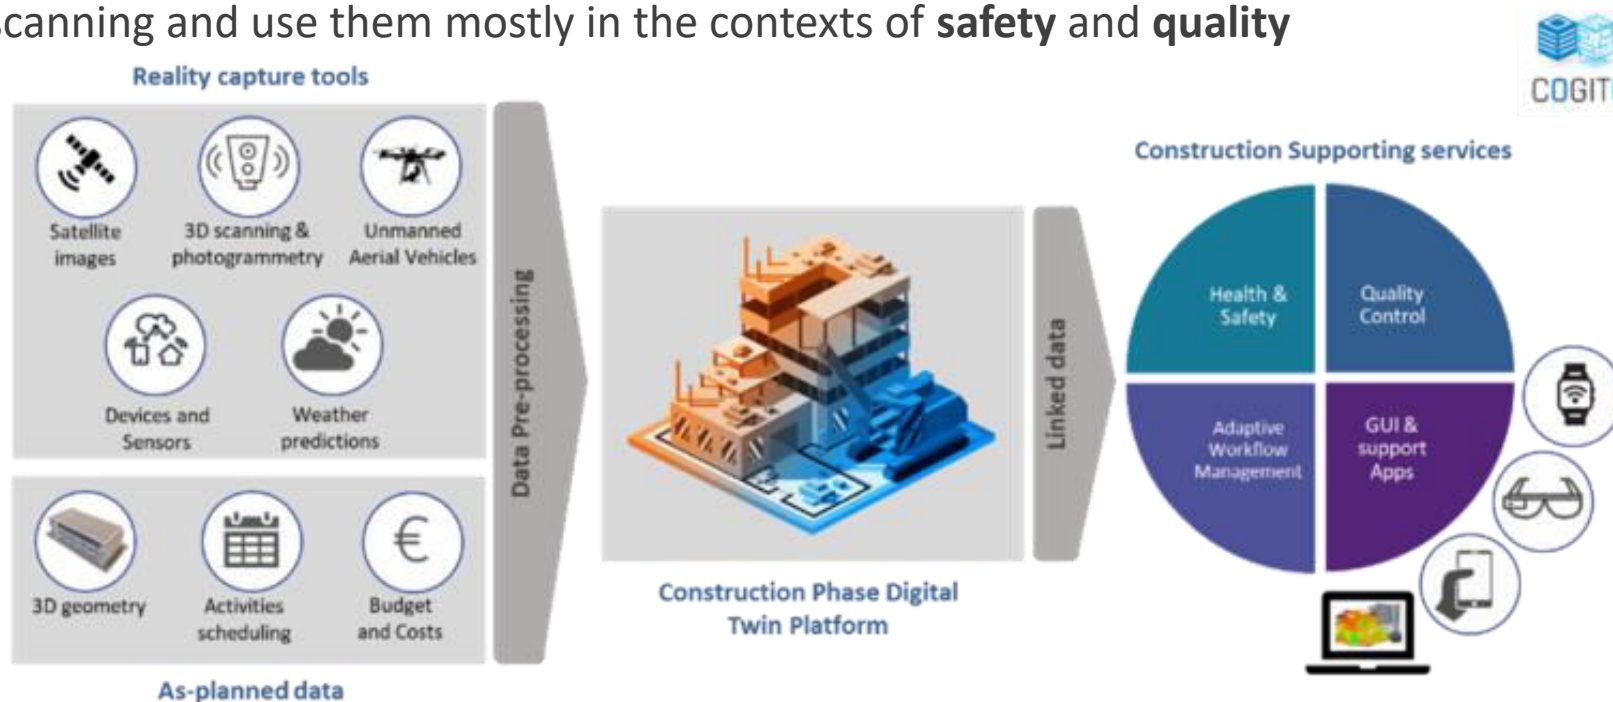 scanning and use them mostly in the contexts of safety and quality
COGIT
Reality capture tools
Satellite
images
3D scanning &
photogrammetry
Unmanned
Aerial Vehicles
Devices and
Sensors
Weather
predictions
3D geometry
Activities
scheduling
€
Budget
and Costs
As-planned data
Data Pre-processing
Construction Phase Digital
Twin Platform
Linked data
Construction Supporting services
Health &
Safety
Quality
Control
Adaptive
Workflow
Management
GUI &
support
Apps